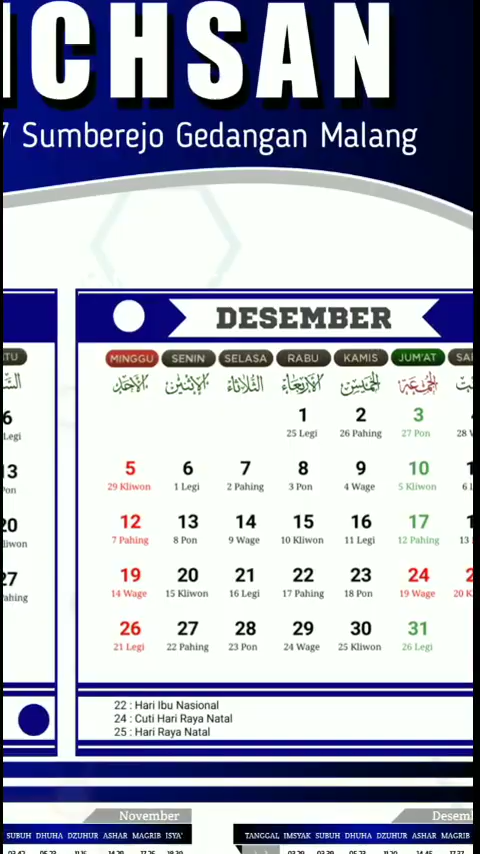 ICHSAN
7 Sumberejo Gedangan Malang
DESEMBER
MINGGU SENIN SELASA RABU KAMIS JUM'AT
الأحد الإثنين الثلاثاء الأربعاء الخميس الجمعة
1 2 3
25 Legi 26 Pahing 27 Pon
5 6 7 8 9 10
29 Kliwon 1 Legi 2 Pahing 3 Pon 4 Wage 5 Kliwon
12 13 14 15 16 17
7 Pahing 8 Pon 9 Wage 10 Kliwon 11 Legi 12 Pahing
19 20 21 22 23 24
14 Wage 15 Kliwon 16 Legi 17 Pahing 18 Pon 19 Wage
26 27 28 29 30 31
21 Legi 22 Pahing 23 Pon 24 Wage 25 Kliwon 26 Legi
22 : Hari Ibu Nasional
24 : Cuti Hari Raya Natal
25 : Hari Raya Natal
November
SUBUH DHUHA DZUHUR ASHAR MAGRIB ISYA'
TANGGAL IMSYAK SUBUH DHUHA DZUHUR ASHAR MAGRIB